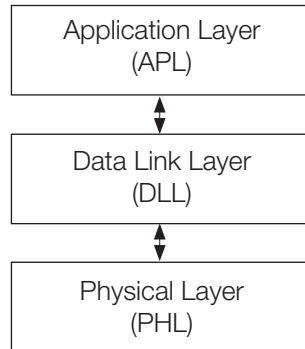 Application Layer
(APL)
Data Link Layer
(DLL)
Physical Layer
(PHL)